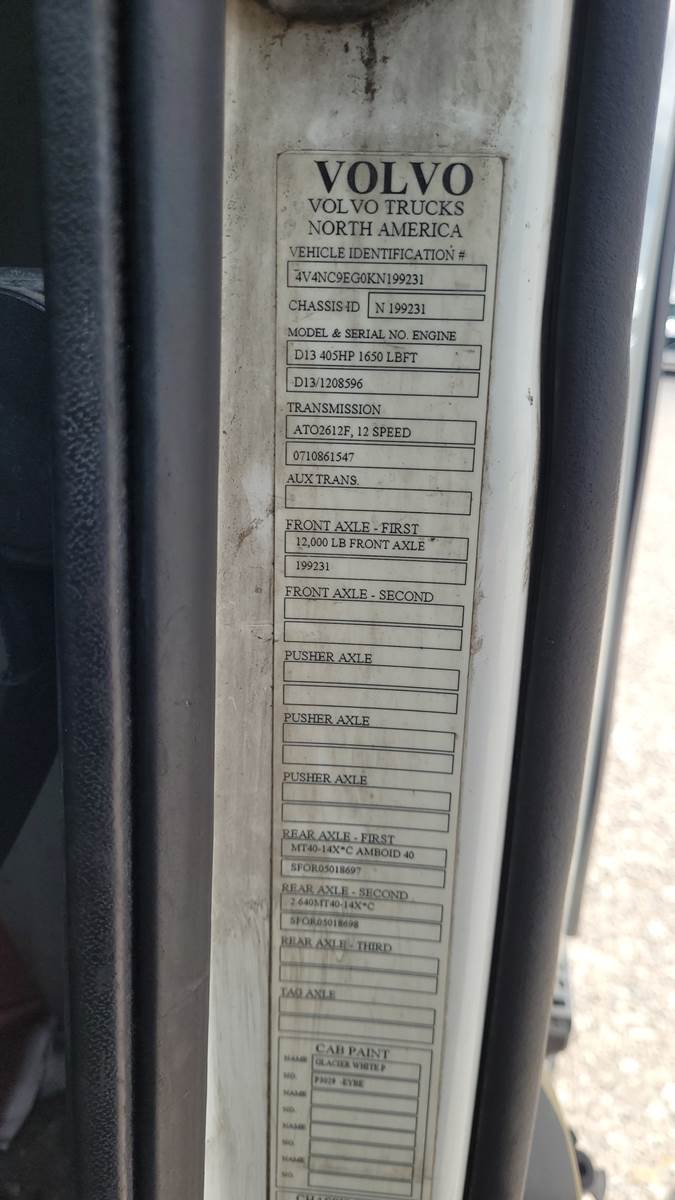 VOLVO
VOLVO TRUCKS
NORTH AMERICA
VEHICLE IDENTIFICATION #
4V4NC9EG0KN199231
CHASSIS ID N 199231
MODEL & SERIAL NO. ENGINE
D13 405HP 1650 LBFT
D13/1208596
TRANSMISSION
ATO2612F, 12 SPEED
0710861547
AUX TRANS.
FRONT AXLE - FIRST
12,000 LB FRONT AXLE
199231
FRONT AXLE - SECOND
PUSHER AXLE
PUSHER AXLE
PUSHER AXLE
REAR AXLE - FIRST
MT40-14X*C AMBOID 40
SFOR05018697
REAR AXLE - SECOND
2 640MT40-14X*C
SFOR05018698
REAR AXLE - THIRD
TAG AXLE
CAB PAINT
NAME GLACIER WHITE P
NO. P3029 -EYBE
NAME
NO.
NAME
NO.
NAME
NO.